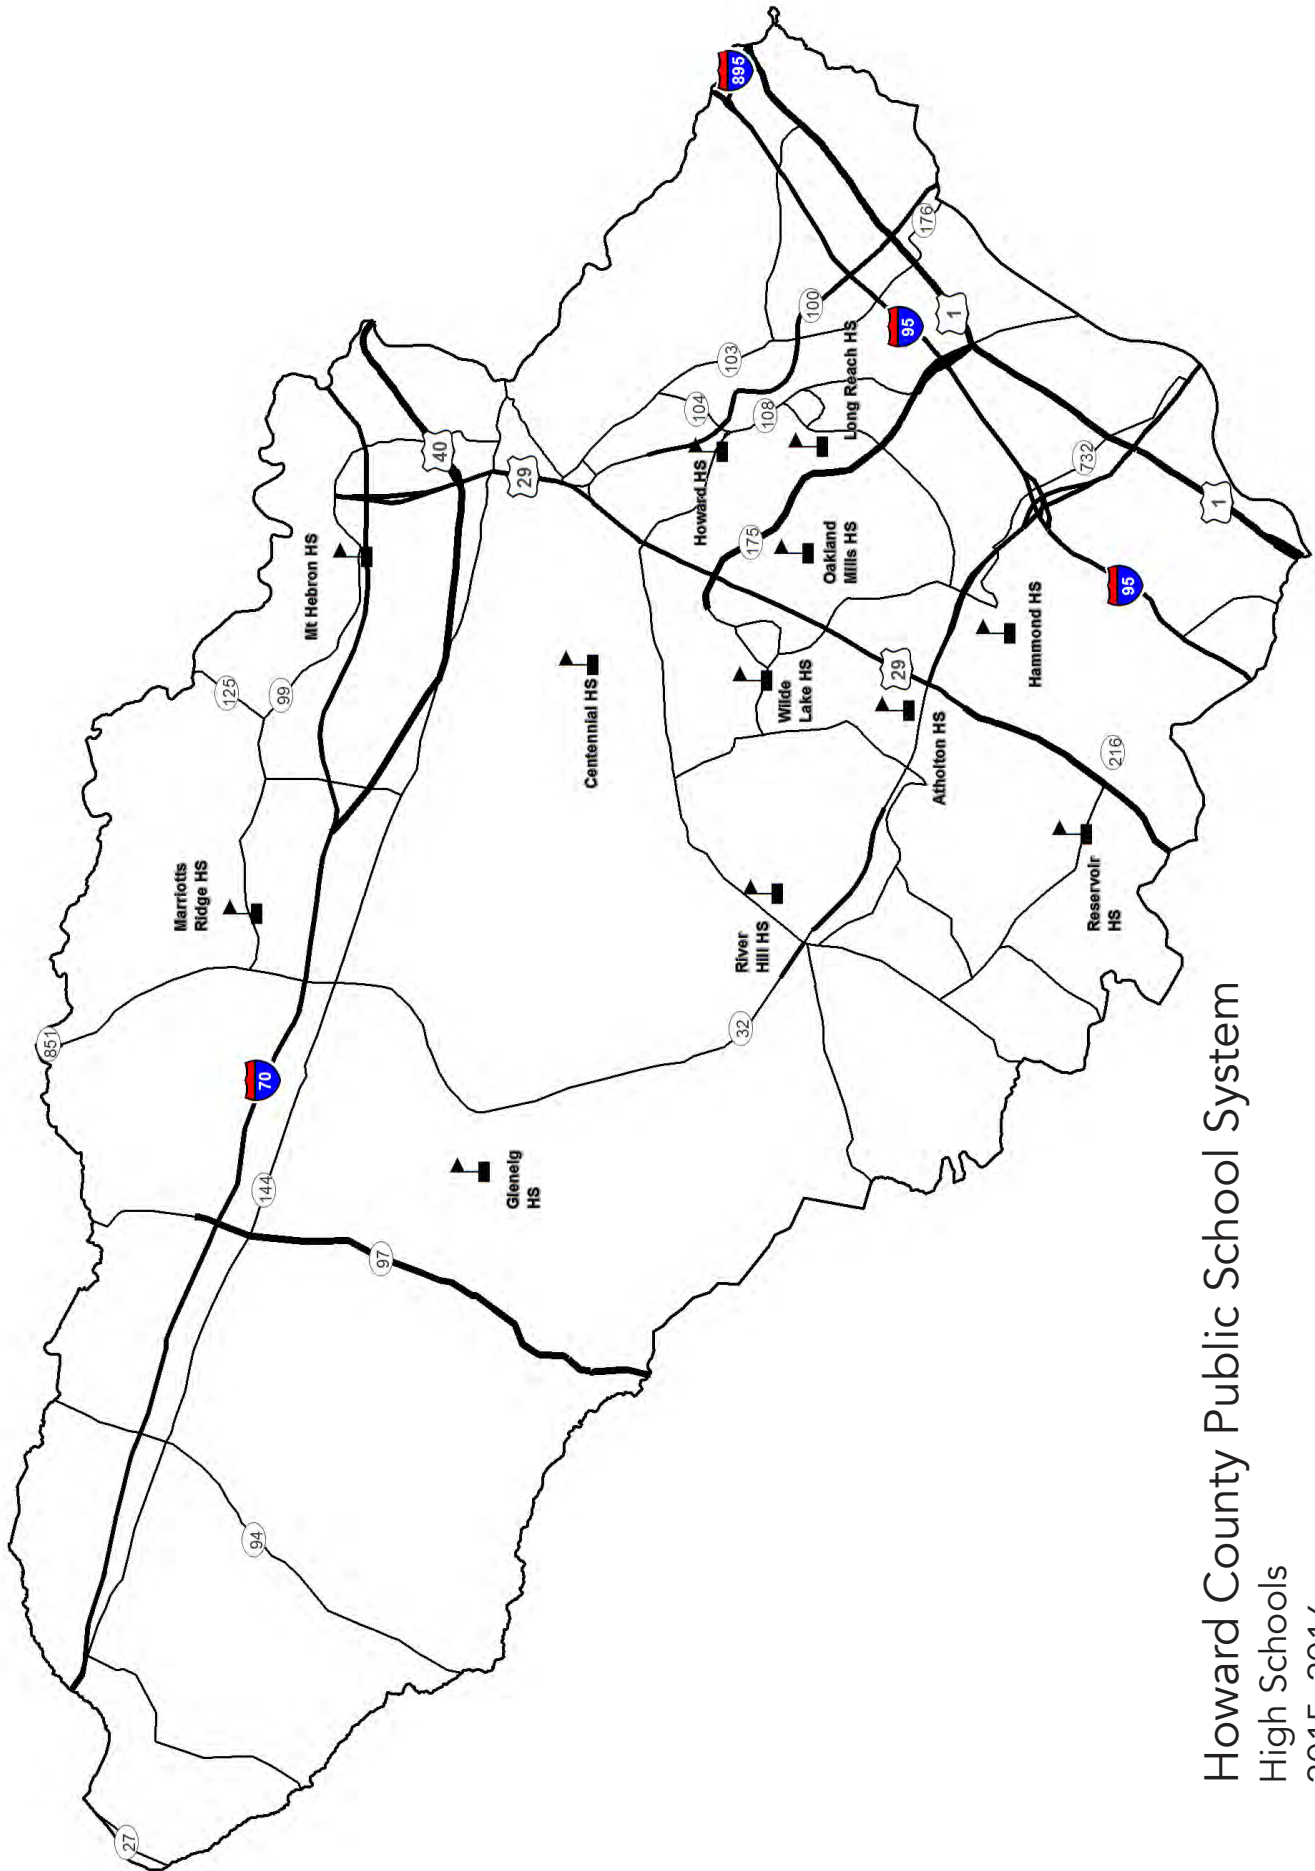 851
27
Marriotts
Ridge HS
125
94
70
144
99
Mt Hebron HS
97
40
Glenelg
HS
29
Centennial HS
Howard HS
104
103
895
32
River
Hill HS
175
108
Wilde
Lake HS
100
Oakland
Mills HS
Long Reach HS
29
95
176
Atholton HS
1
Hammond HS
732
Reservoir
HS
216
95
1
Howard County Public School System
High Schools